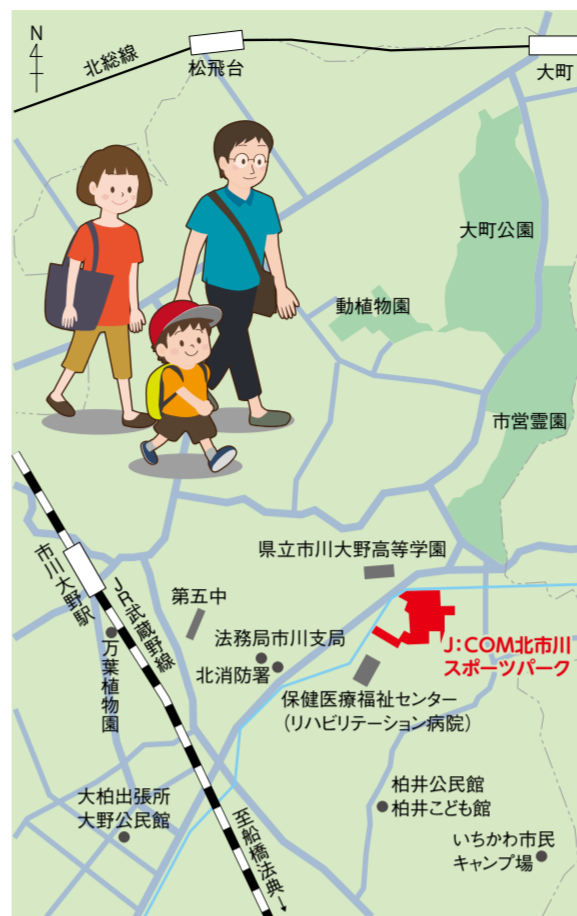 N
北総線
松飛台
大町
大町公園
動植物園
市営霊園
県立市川大野高等学園
市川大野駅
JR武蔵野線
第五中
法務局市川支局
北消防署
J:COM北市川
スポーツパーク
万葉植物園
保健医療福祉センター
(リハビリテーション病院)
大柏出張所
大野公民館
柏井公民館
柏井こども館
至船橋法典→
いちかわ市民
キャンプ場